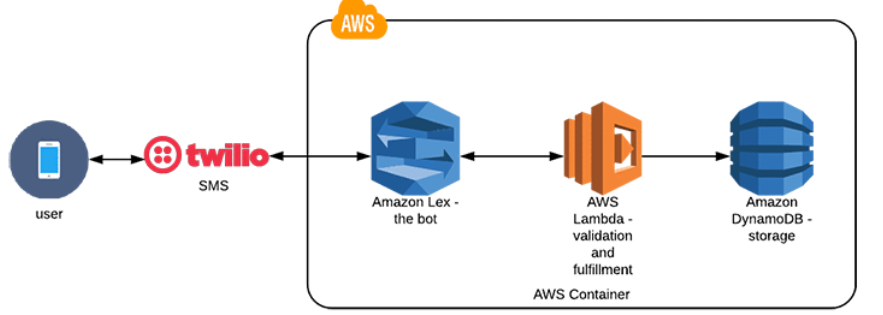 AWS
twilio
SMS
user
Amazon Lex -
the bot
AWS
Lambda -
validation
and
fulfillment
Amazon
DynamoDB -
storage
AWS Container